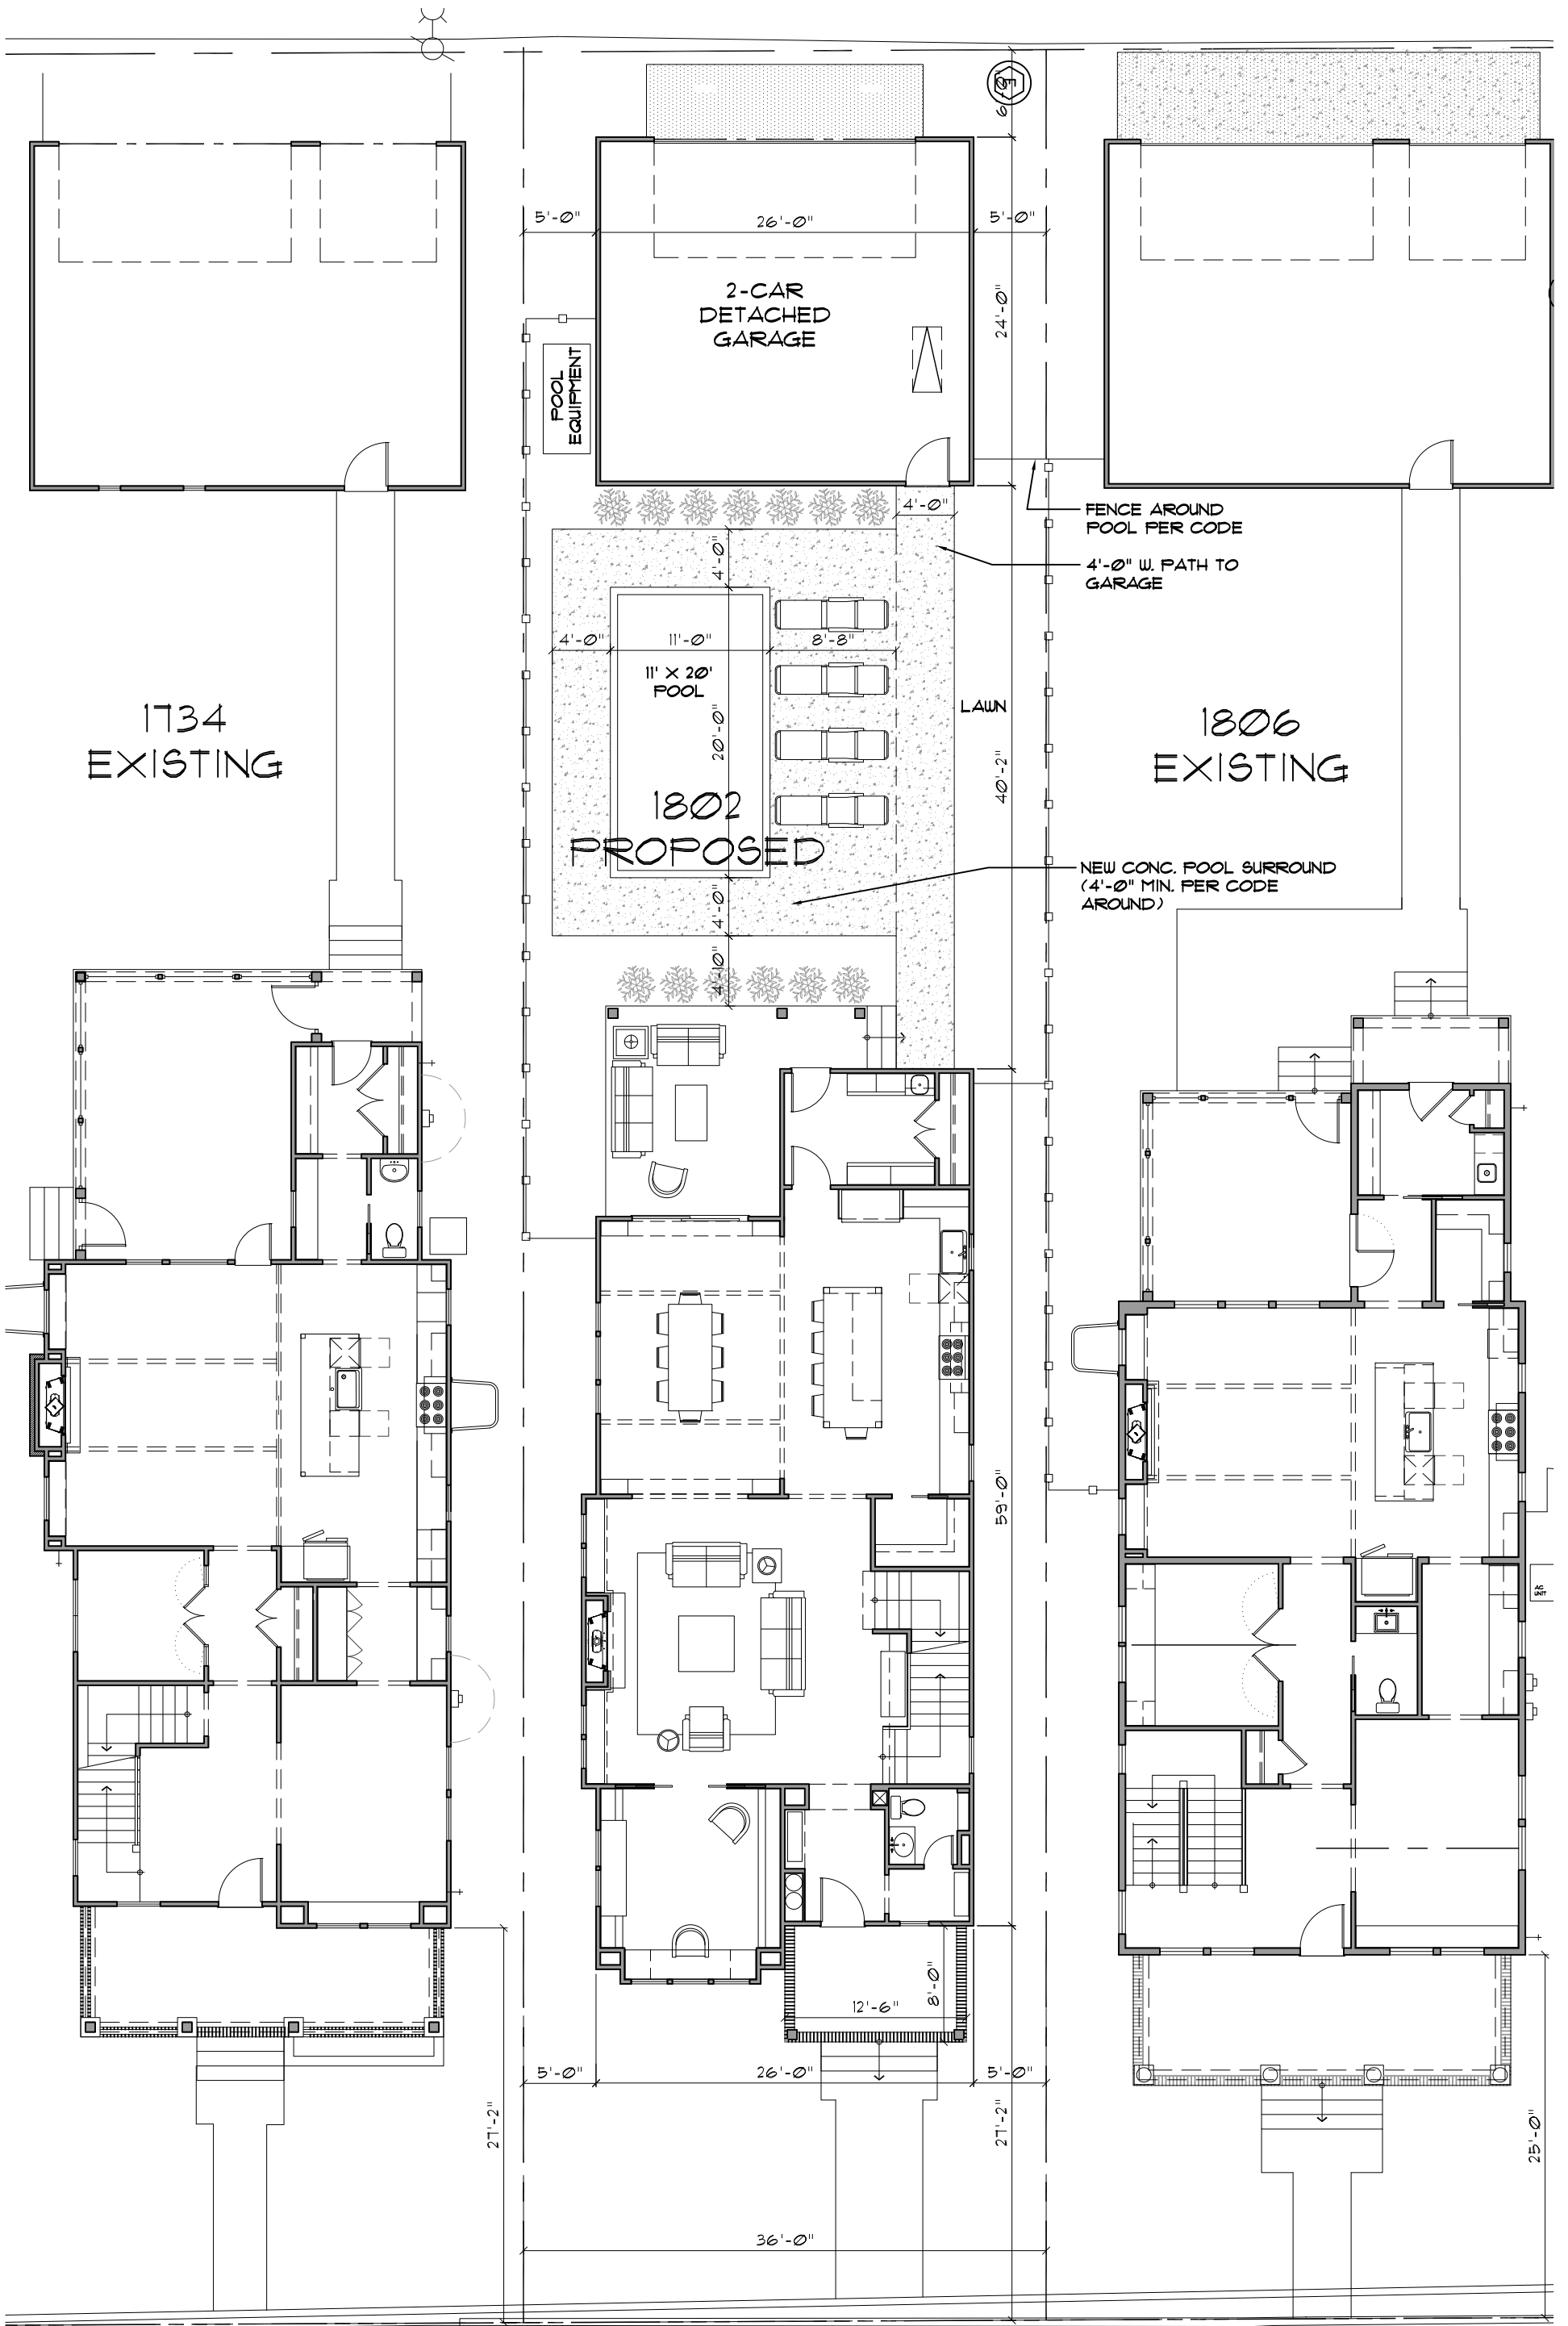 E
6'-0"
5'-0"
26'-0"
5'-0"
2-CAR
DETACHED
GARAGE
24'-0"
POOL
EQUIPMENT
4'-0"
FENCE AROUND
POOL PER CODE
4'-0"
4'-0" W. PATH TO
GARAGE
4'-0"
11'-0"
8'-8"
11' X 20'
POOL
LAWN
1734
EXISTING
20'-0"
40'-2"
1806
EXISTING
1802
PROPOSED
NEW CONC. POOL SURROUND
(4'-0" MIN. PER CODE
AROUND)
4'-0"
4'-10"
59'-0"
AC
UNIT
8'-0"
12'-6"
5'-0"
26'-0"
5'-0"
27'-2"
27'-2"
25'-0"
36'-0"